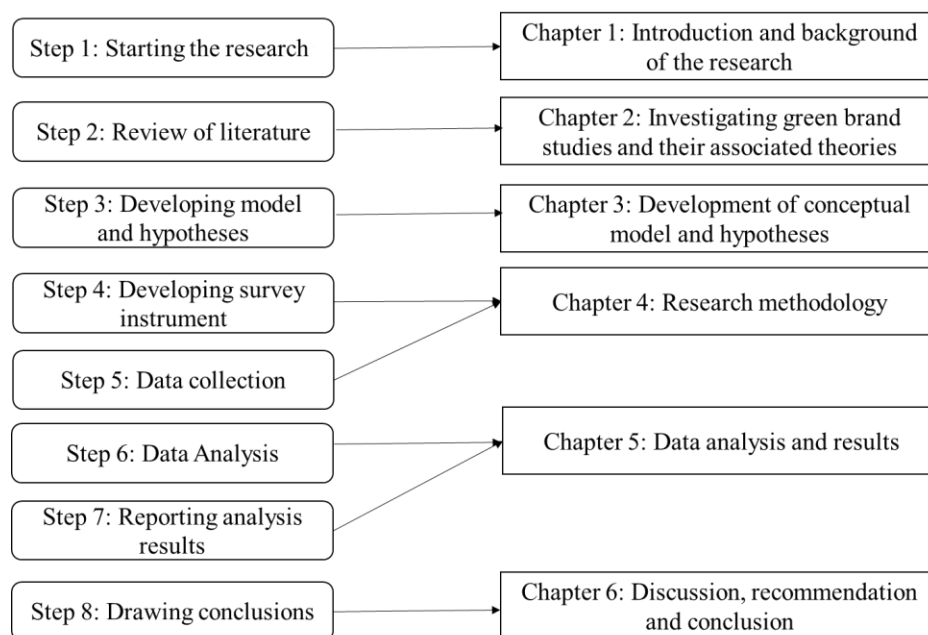 Step 1: Starting the research
Chapter 1: Introduction and background
of the research
Step 2: Review of literature
Chapter 2: Investigating green brand
studies and their associated theories
Step 3: Developing model
and hypotheses
Chapter 3: Development of conceptual
model and hypotheses
Step 4: Developing survey
instrument
Chapter 4: Research methodology
Step 5: Data collection
Step 6: Data Analysis
Chapter 5: Data analysis and results
Step 7: Reporting analysis
results
Step 8: Drawing conclusions
Chapter 6: Discussion, recommendation
and conclusion